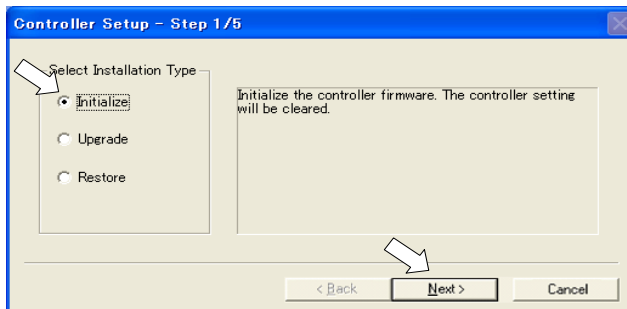 Controller Setup - Step 1/5
Select Installation Type
Initialize
Upgrade
Restore
Initialize the controller firmware. The controller setting
will be cleared.
< Back
Next >
Cancel